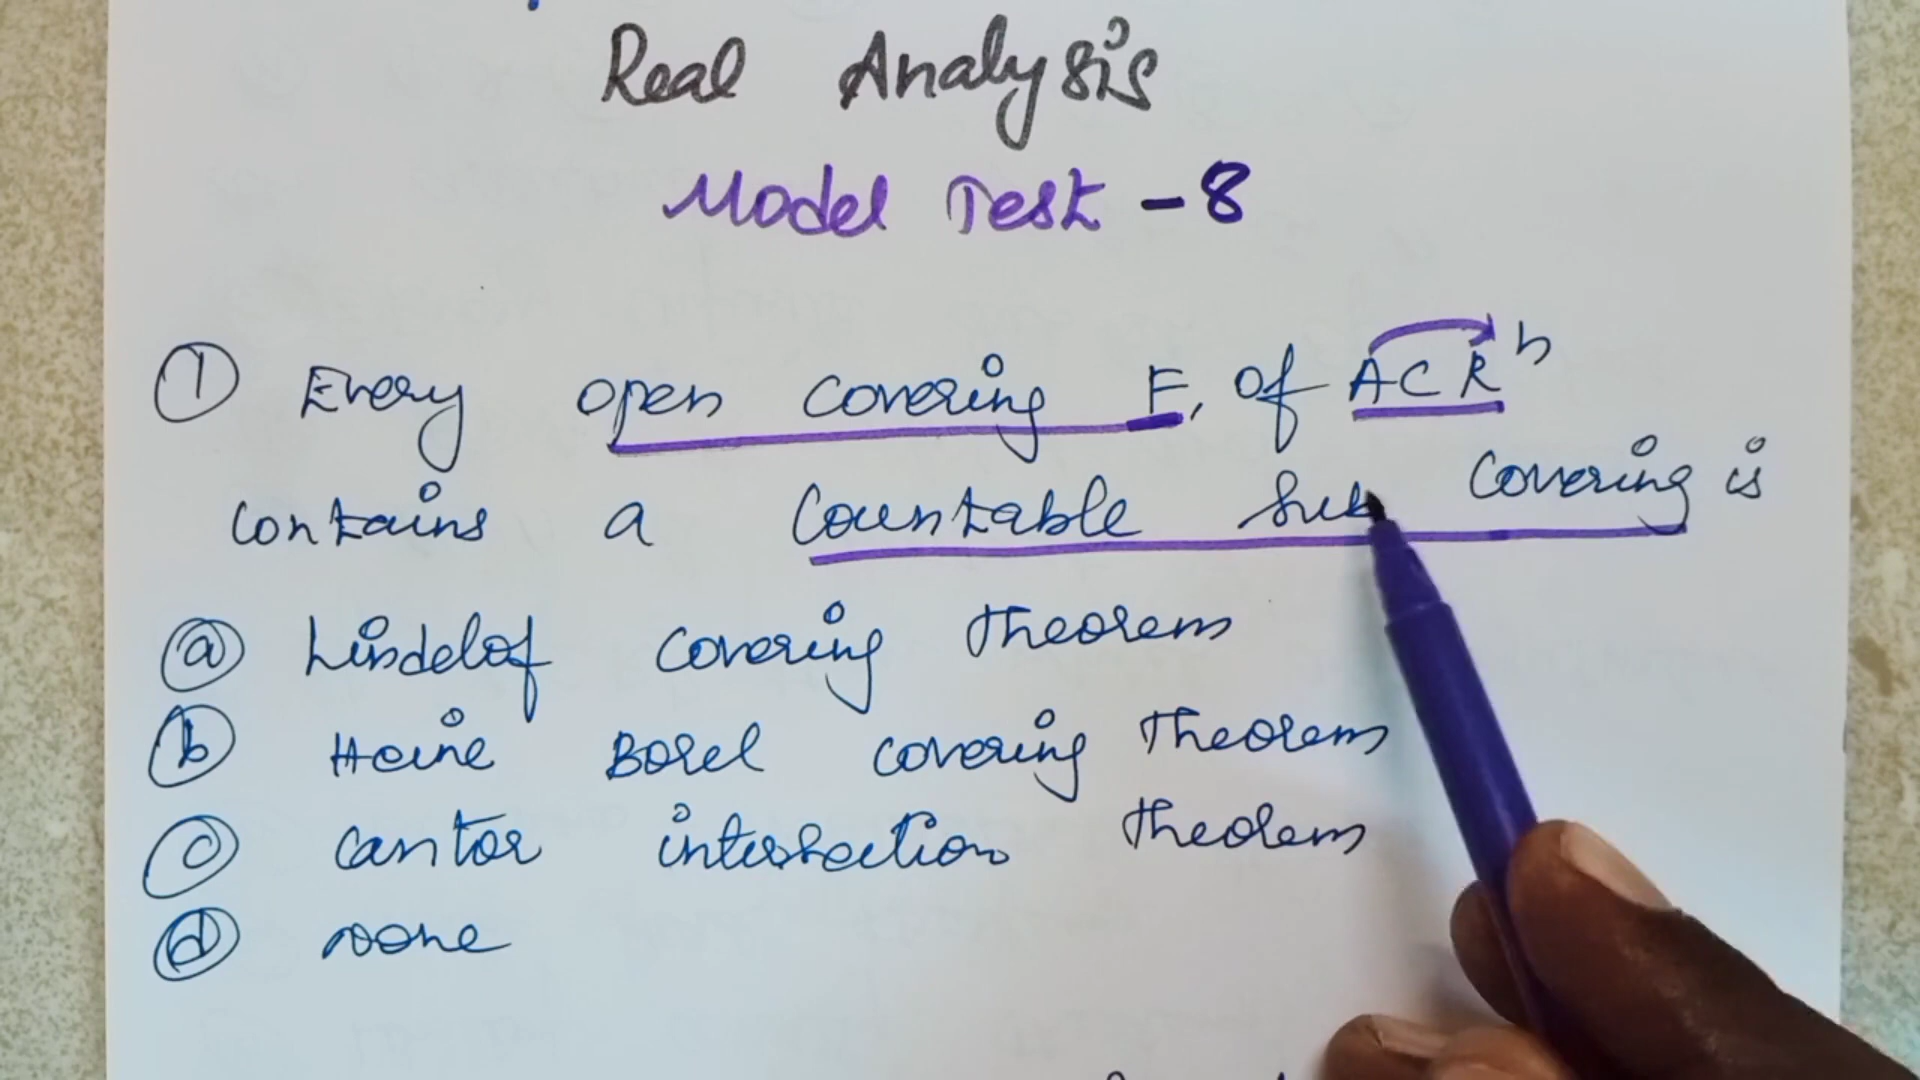 Real Analysis
Model Test - 8
① Every open covering F, of A ⊂ Rⁿ
contains a countable sub covering is
ⓐ Lindelof covering theorem
ⓑ Heine Borel covering theorem
ⓒ cantor intersection theorem
ⓓ none